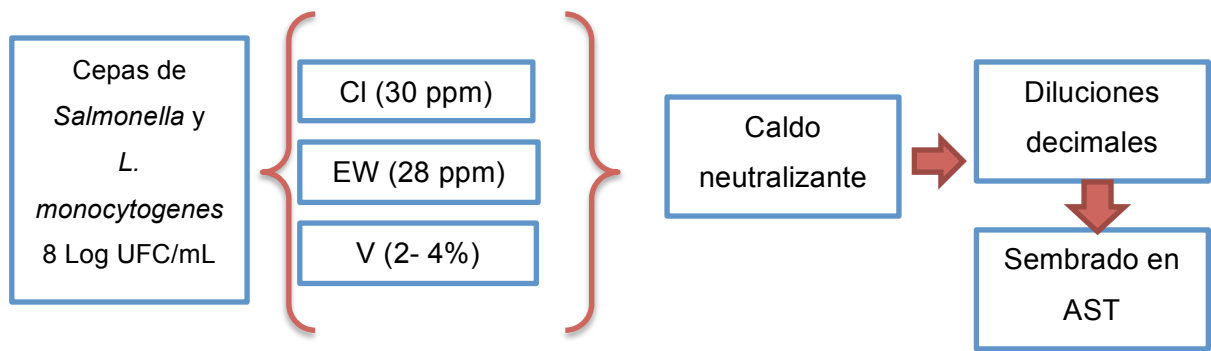 Cepas de
Salmonella y
L.
monocytogenes
8 Log UFC/mL
Cl (30 ppm)
EW (28 ppm)
V (2- 4%)
Caldo
neutralizante
Diluciones
decimales
Sembrado en
AST